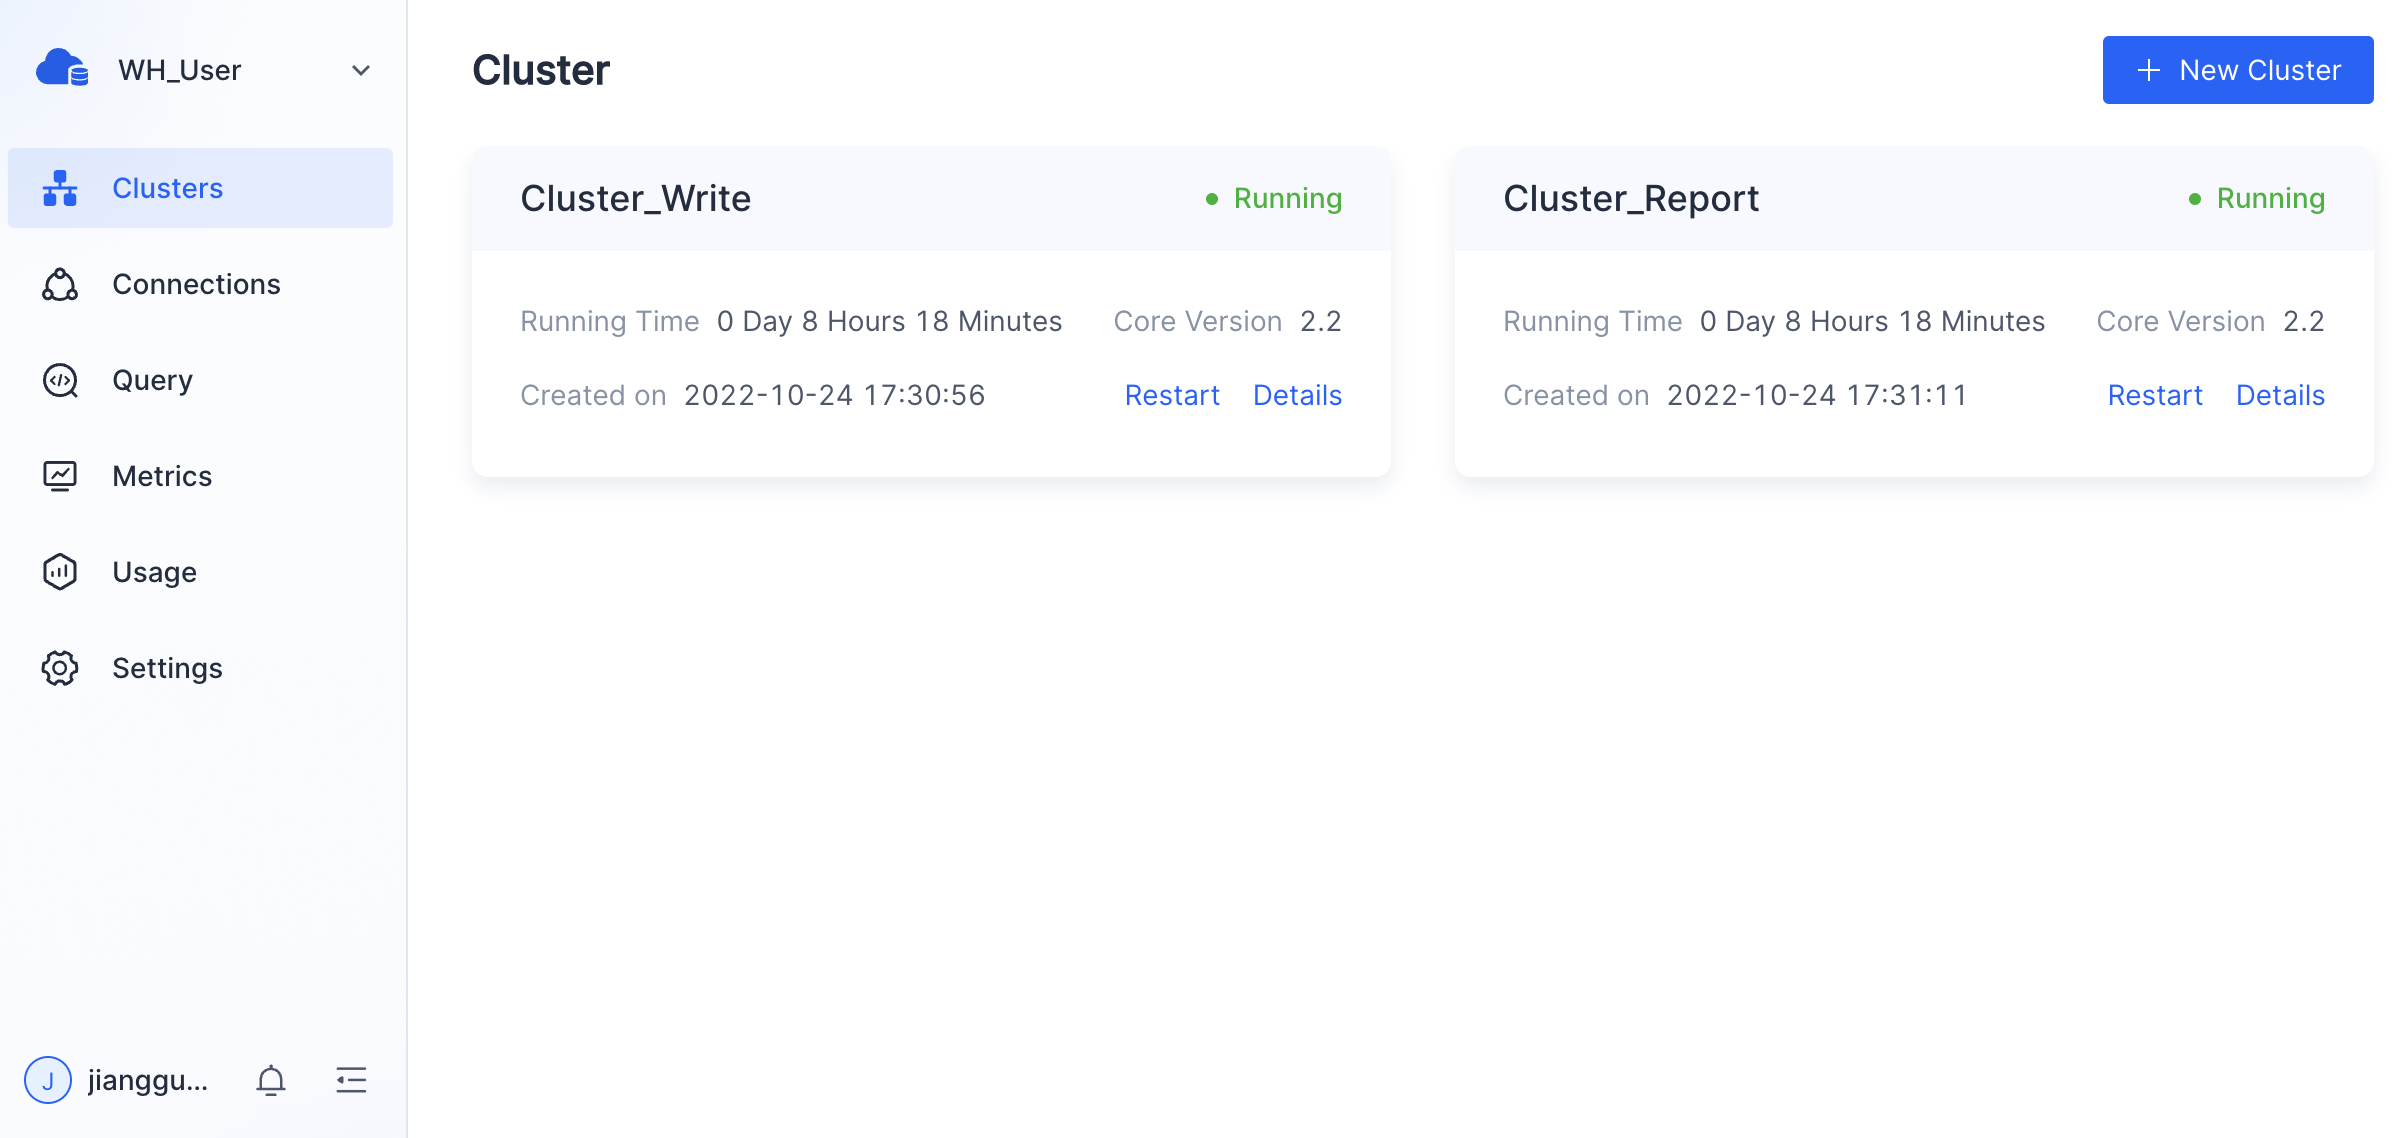 WH_User
Clusters
Connections
Query
Metrics
Usage
Settings
J jianggu...
Cluster
New Cluster
Cluster_Write
Running
Running Time 0 Day 8 Hours 18 Minutes
Core Version 2.2
Created on 2022-10-24 17:30:56
Restart Details
Cluster_Report
Running
Running Time 0 Day 8 Hours 18 Minutes
Core Version 2.2
Created on 2022-10-24 17:31:11
Restart Details